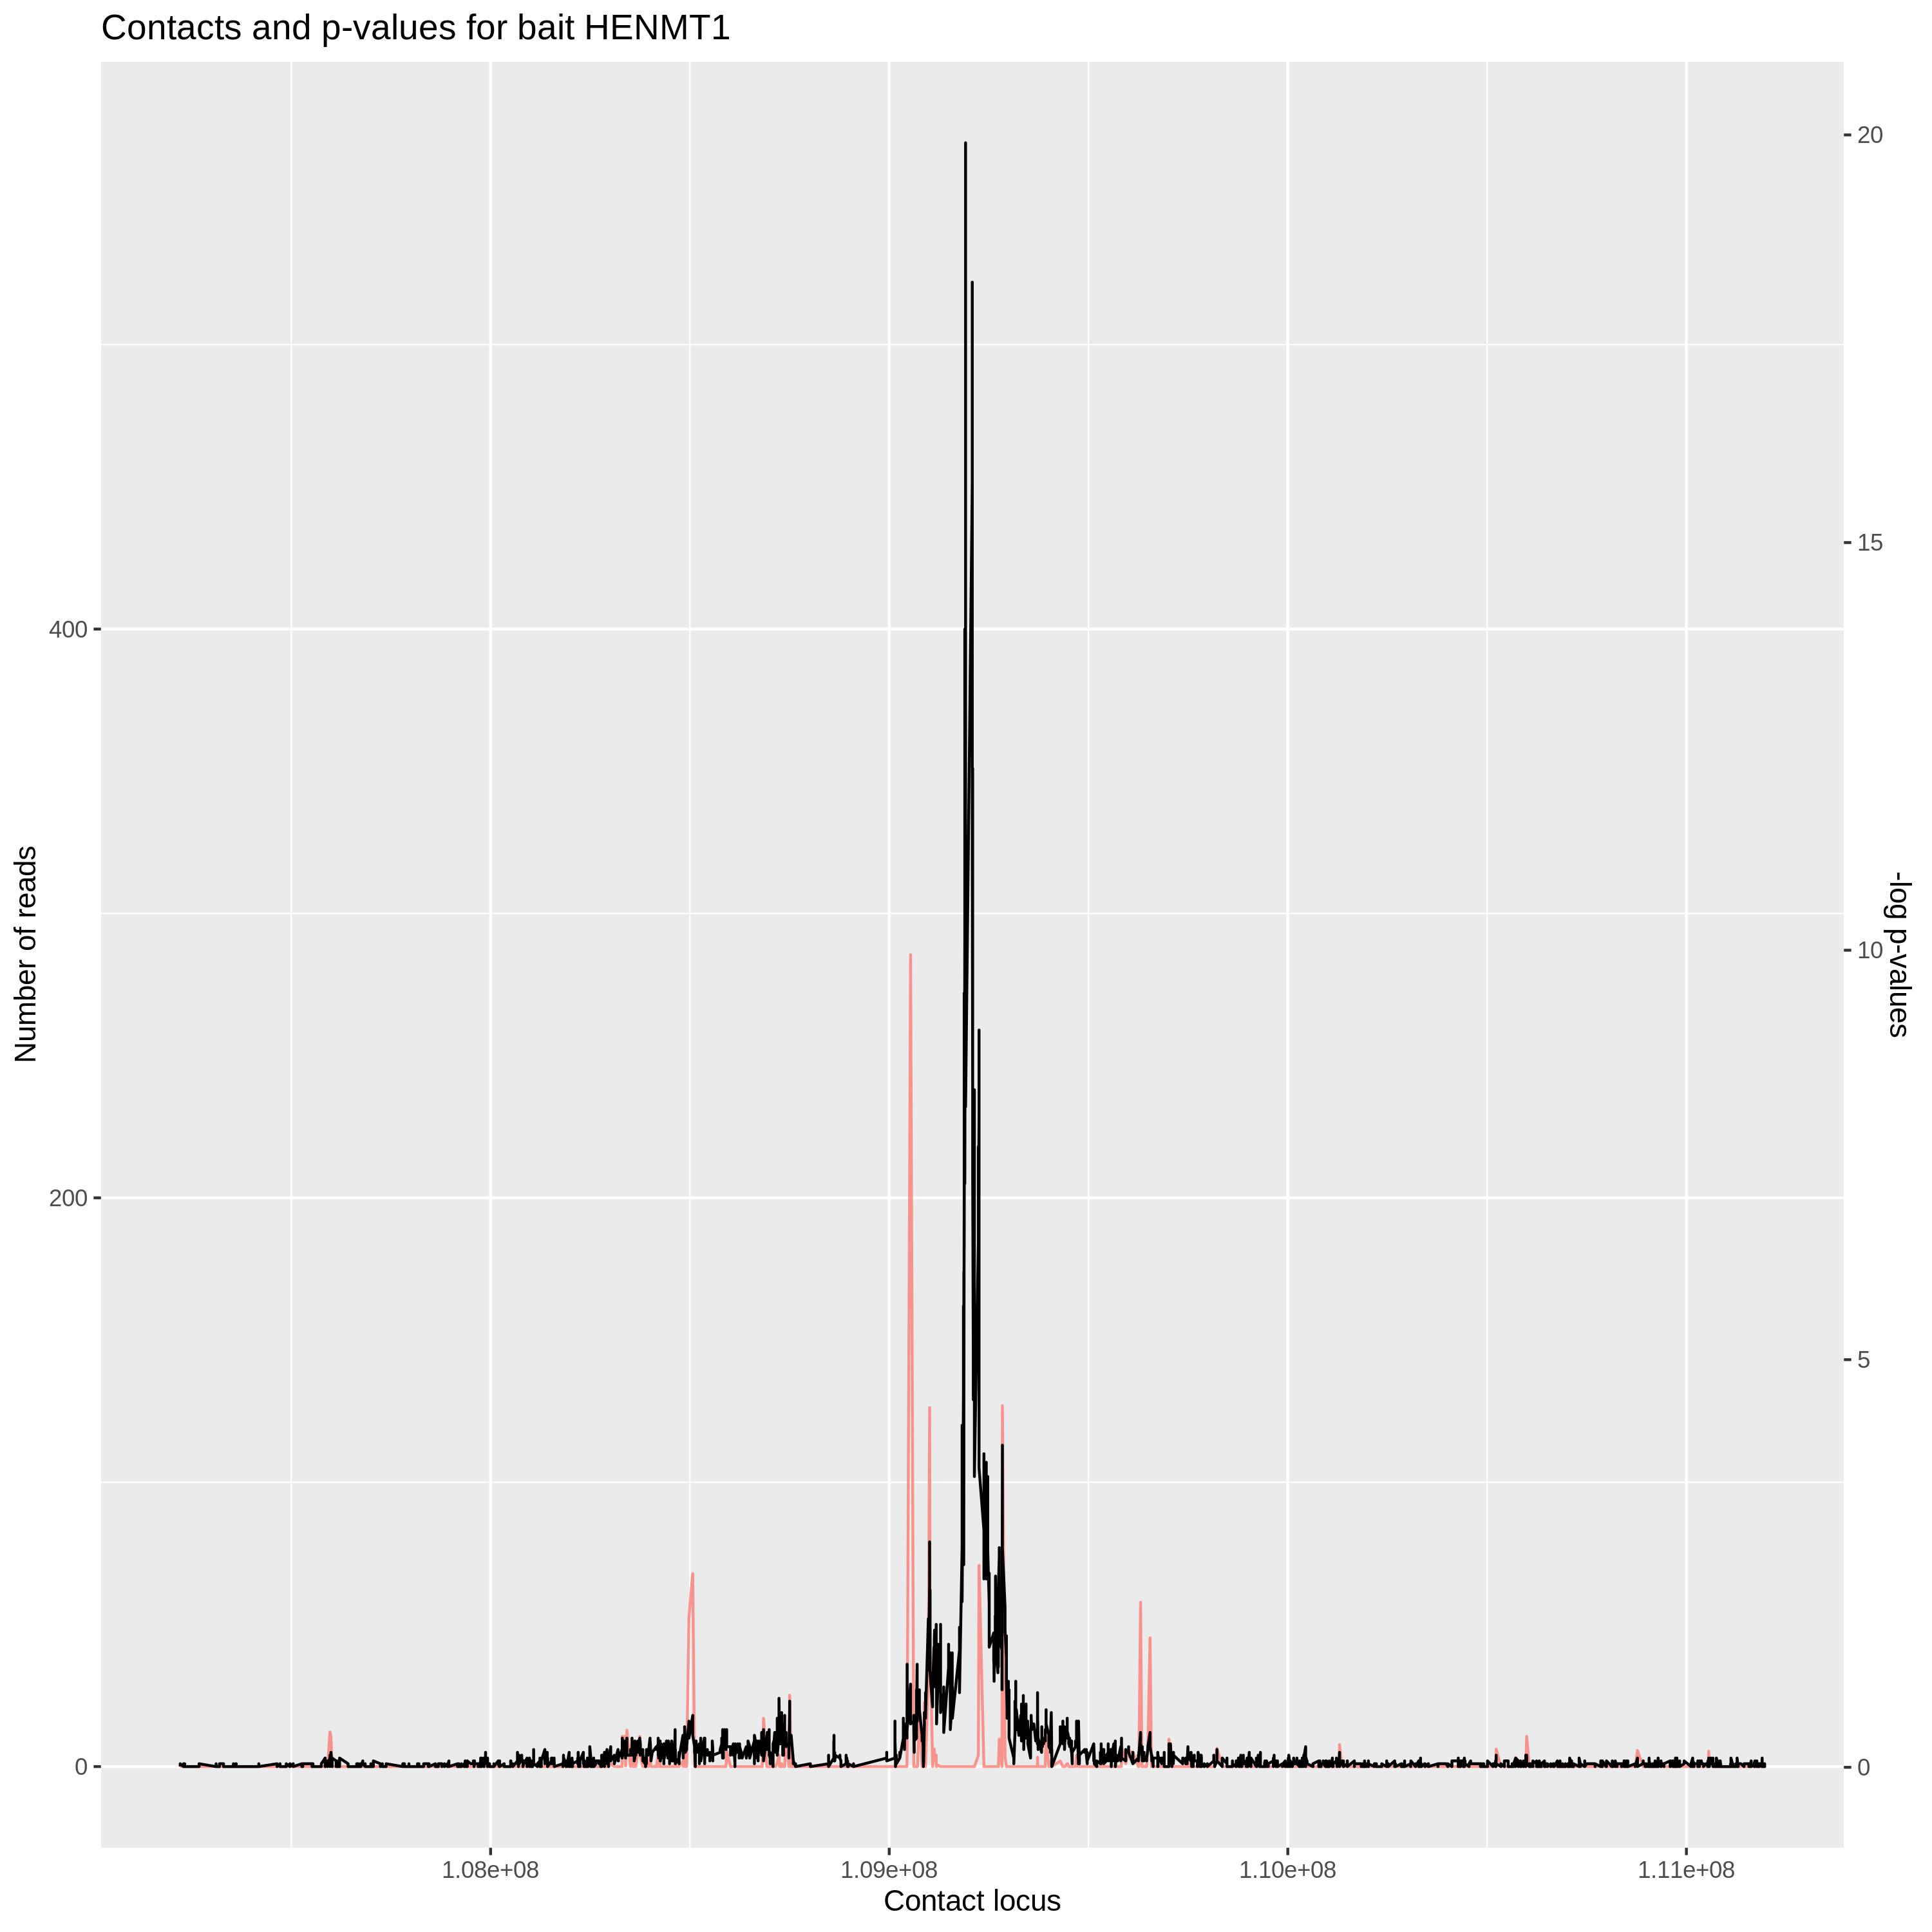 Contacts and p-values for bait HENMT1
20
15
400
Number of reads
-log p-values
10
200
5
0
0
1.08e+08
1.09e+08
1.10e+08
1.11e+08
Contact locus